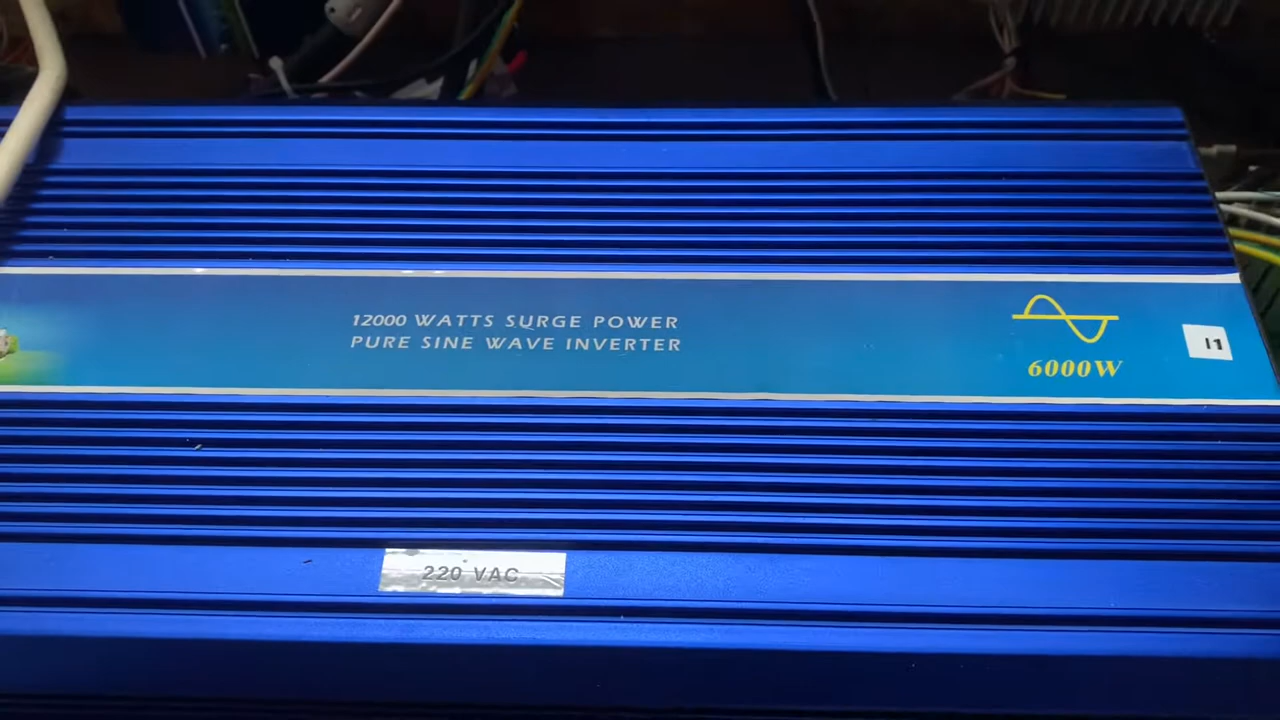 12000 WATTS SURGE POWER
PURE SINE WAVE INVERTER
6000W
I1
220 VAC